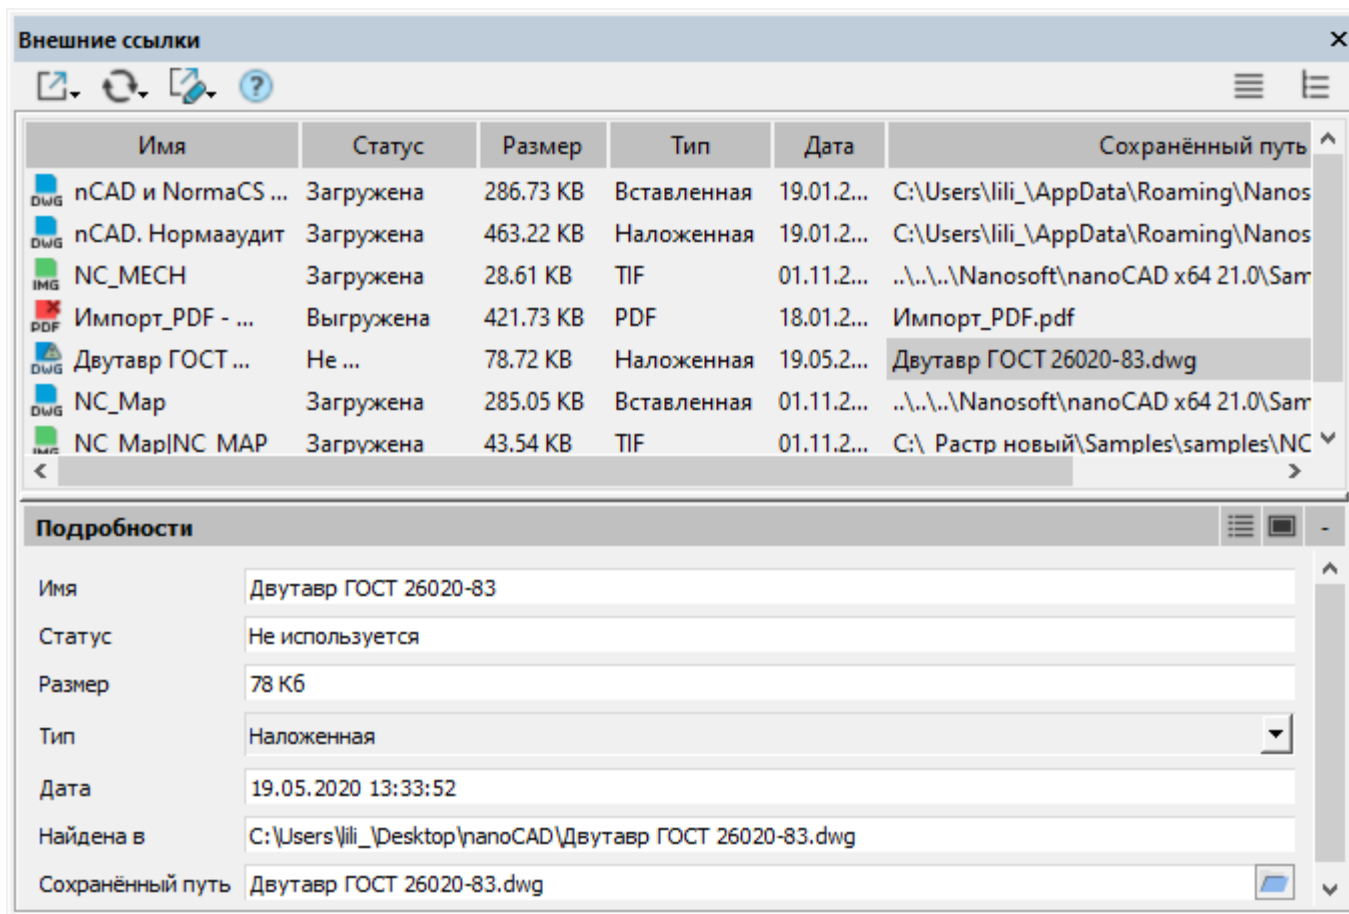 Внешние ссылки
Имя Статус Размер Тип Дата Сохранённый путь
DWG nCAD и NormaCS ... Загружена 286.73 KB Вставленная 19.01.2... C:\Users\lili_\AppData\Roaming\Nanos
DWG nCAD. Нормааудит Загружена 463.22 KB Наложенная 19.01.2... C:\Users\lili_\AppData\Roaming\Nanos
IMG NC_MECH Загружена 28.61 KB TIF 01.11.2... ..\..\..\Nanosoft\nanoCAD x64 21.0\Sam
PDF Импорт_PDF - ... Выгружена 421.73 KB PDF 18.01.2... Импорт_PDF.pdf
DWG Двутавр ГОСТ ... Не ... 78.72 KB Наложенная 19.05.2... Двутавр ГОСТ 26020-83.dwg
DWG NC_Map Загружена 285.05 KB Вставленная 01.11.2... ..\..\..\Nanosoft\nanoCAD x64 21.0\Sam
IMG NC_Map|NC_MAP Загружена 43.54 KB TIF 01.11.2... C:\_Растр новый\Samples\samples\NC
Подробности
Имя Двутавр ГОСТ 26020-83
Статус Не используется
Размер 78 Кб
Тип Наложенная
Дата 19.05.2020 13:33:52
Найдена в C:\Users\lili_\Desktop\nanoCAD\Двутавр ГОСТ 26020-83.dwg
Сохранённый путь Двутавр ГОСТ 26020-83.dwg